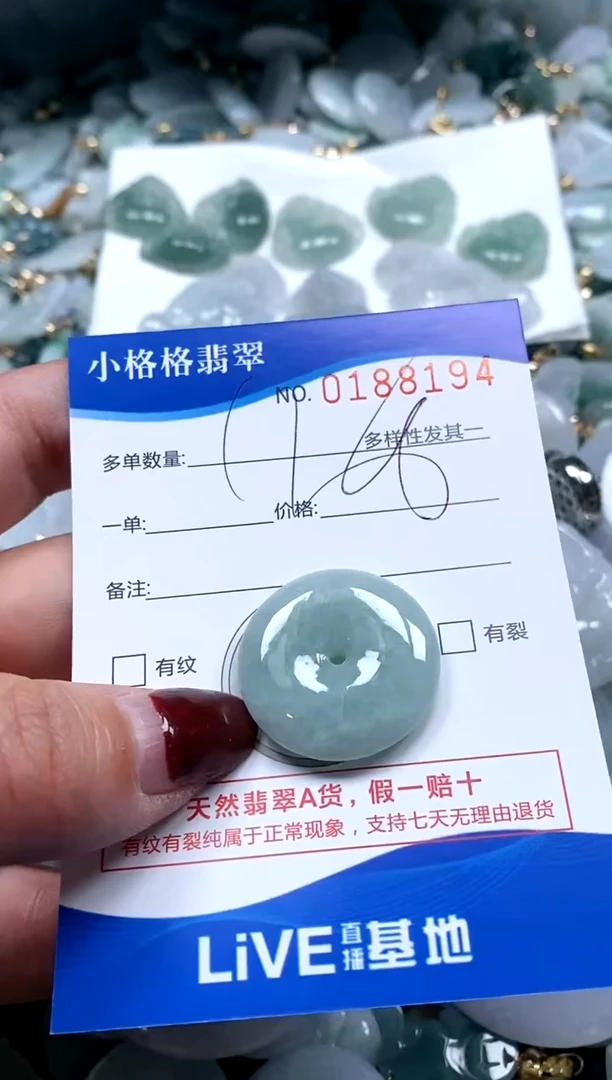 小格格翡翠
NO. 0188194
多单数量:
多样性发其一
一单:
价格:
备注:
有纹
有裂
天然翡翠A货，假一赔十
有纹有裂纯属于正常现象，支持七天无理由退货
LiVE直播基地